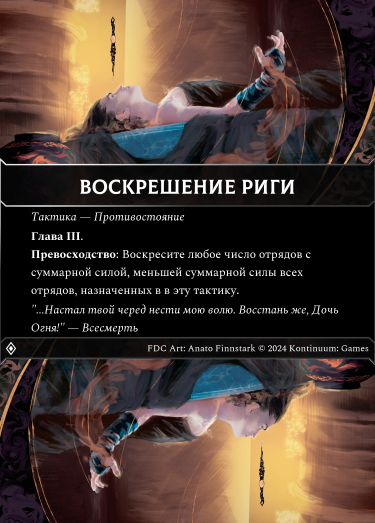 ВОСКРЕШЕНИЕ РИГИ
Тактика — Противостояние
Глава III.
Превосходство: Воскресите любое число отрядов с
суммарной силой, меньшей суммарной силы всех
отрядов, назначенных в в эту тактику.
"...Настал твой черед нести мою волю. Восстань же, Дочь
Огня!" — Всесмерть
FDC Art: Anato Finnstark © 2024 Kontinuum: Games